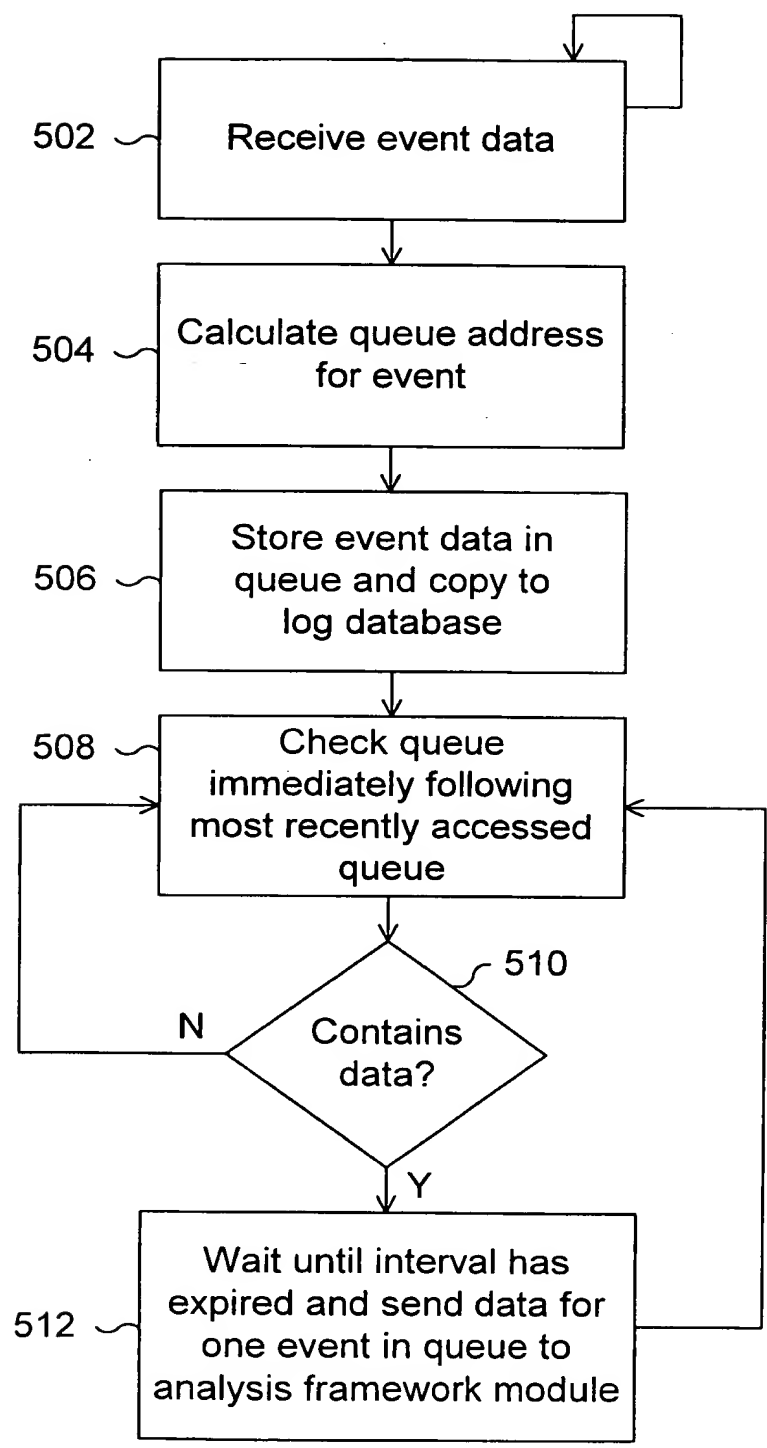 502
Receive event data
504
Calculate queue address
for event
506
Store event data in
queue and copy to
log database
508
Check queue
immediately following
most recently accessed
queue
510
N
Contains
data?
Y
512
Wait until interval has
expired and send data for
one event in queue to
analysis framework module